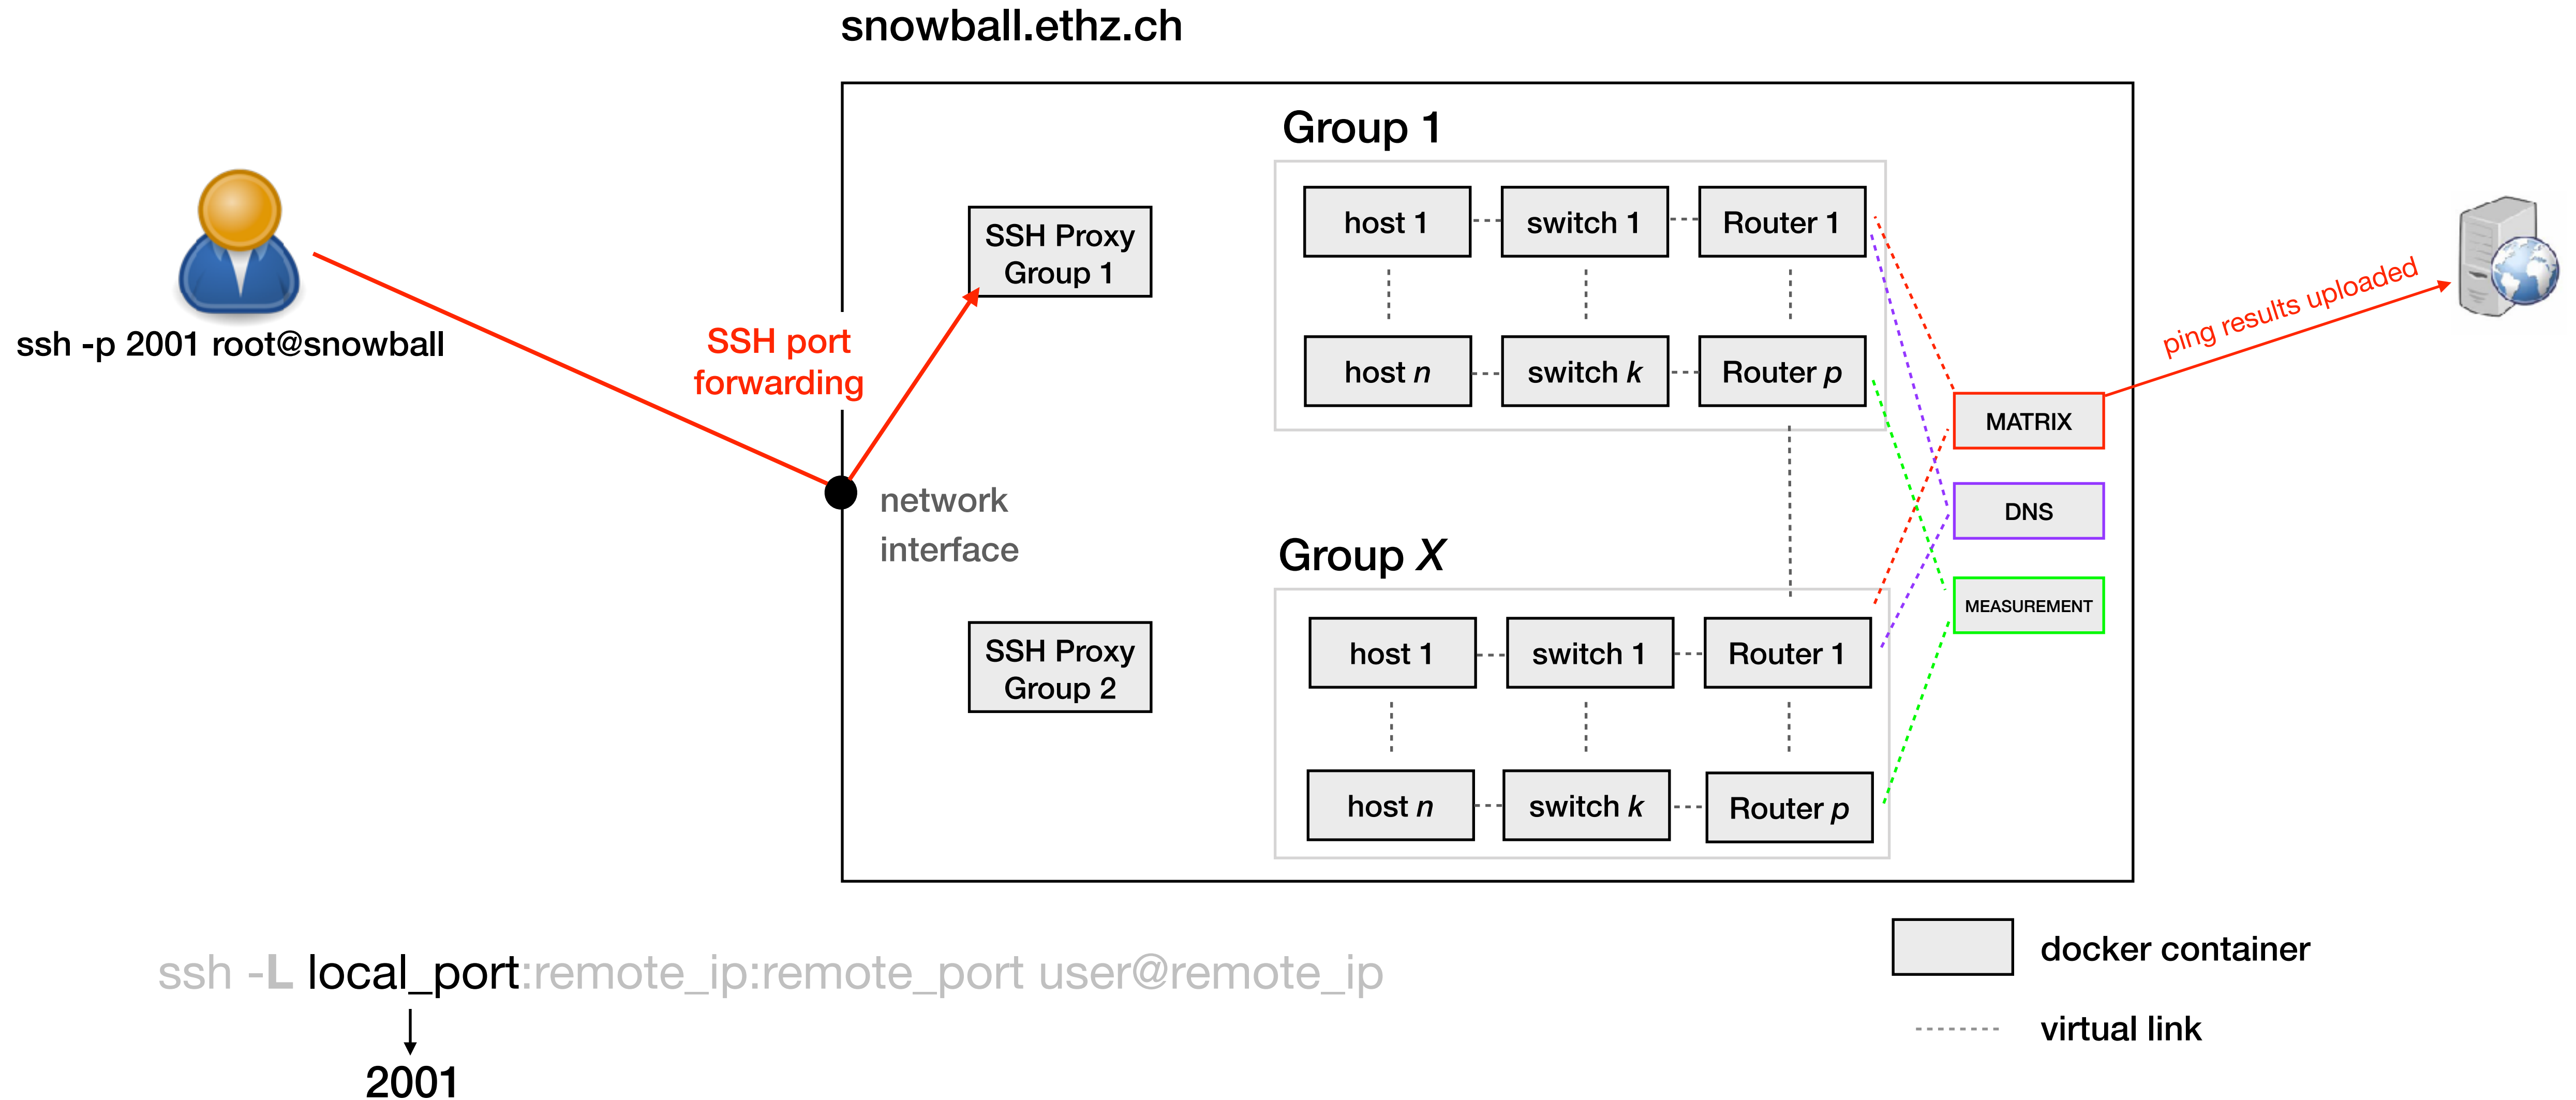 snowball.ethz.ch
Group 1
host 1
switch 1
Router 1
SSH Proxy
Group 1
ssh -p 2001 root@snowball
SSH port
forwarding
host n
switch k
Router p
ping results uploaded
MATRIX
network
interface
DNS
Group X
MEASUREMENT
SSH Proxy
Group 2
host 1
switch 1
Router 1
host n
switch k
Router p
ssh -L local_port:remote_ip:remote_port user@remote_ip
2001
docker container
virtual link